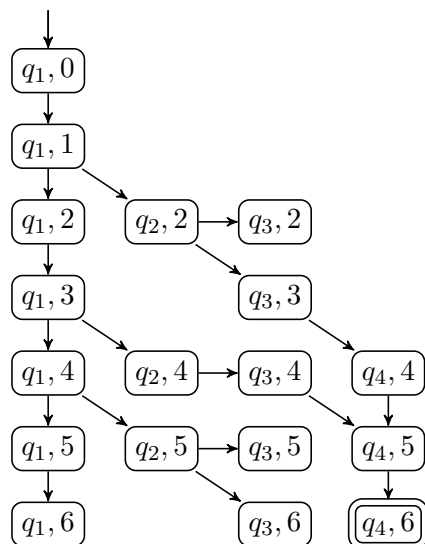 q₁, 0
q₁, 1
q₁, 2 q₂, 2 q₃, 2
q₁, 3 q₃, 3
q₁, 4 q₂, 4 q₃, 4 q₄, 4
q₁, 5 q₂, 5 q₃, 5 q₄, 5
q₁, 6 q₃, 6 q₄, 6